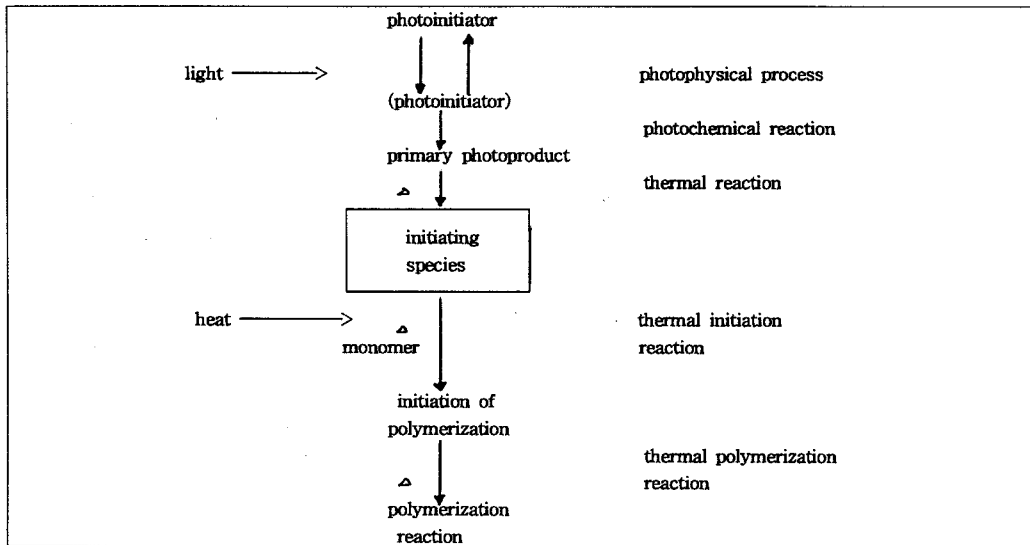 photoinitiator
light
photophysical process
(photoinitiator)
photochemical reaction
primary photoproduct
Δ
thermal reaction
initiating
species
heat
Δ
thermal initiation
monomer
reaction
initiation of
polymerization
thermal polymerization
Δ
reaction
polymerization
reaction